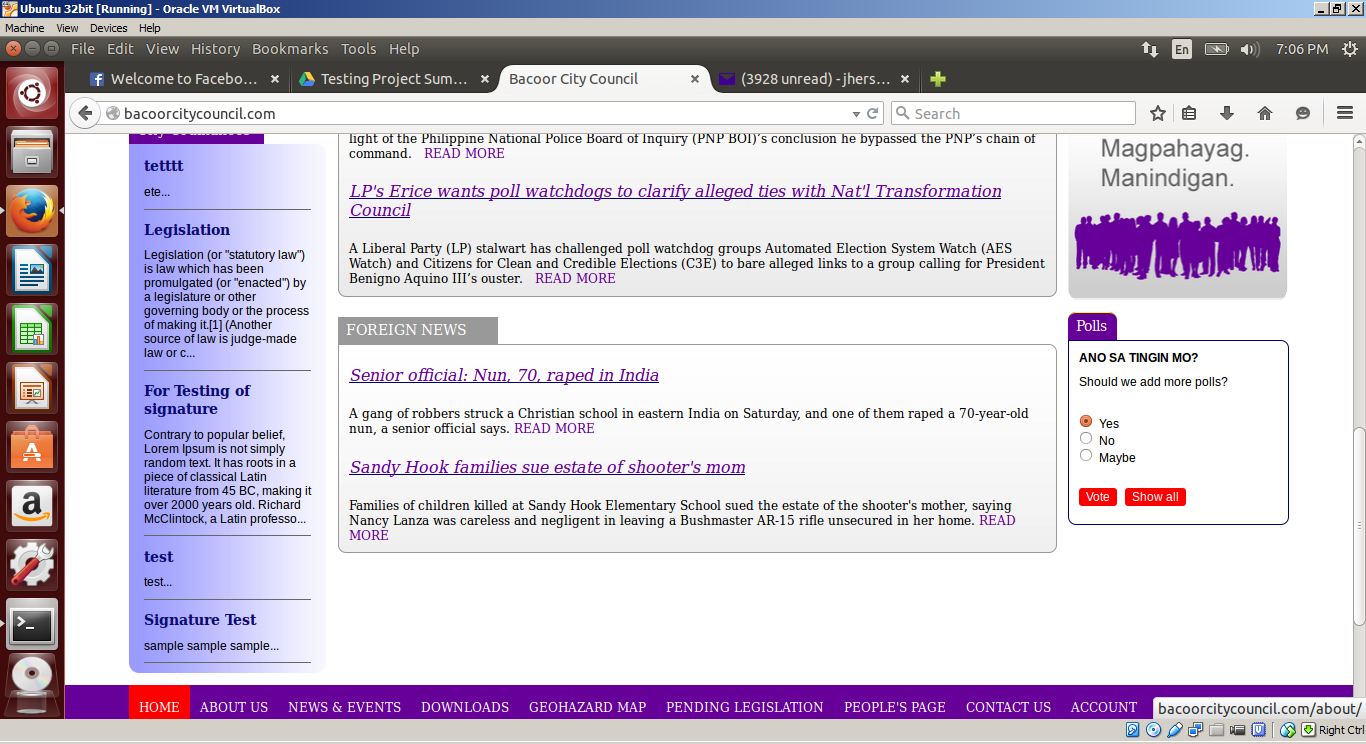 Ubuntu 32bit [Running] - Oracle VM VirtualBox
Machine View Devices Help
File Edit View History Bookmarks Tools Help
En
7:06 PM
Welcome to Facebo...
Testing Project Sum...
Bacoor City Council
(3928 unread) - jhers...
bacoorcitycouncil.com
Search
tetttt
ete...
Legislation
Legislation (or "statutory law")
is law which has been
promulgated (or "enacted") by
a legislature or other
governing body or the process
of making it.[1] (Another
source of law is judge-made
law or c...
For Testing of
signature
Contrary to popular belief,
Lorem Ipsum is not simply
random text. It has roots in a
piece of classical Latin
literature from 45 BC, making it
over 2000 years old. Richard
McClintock, a Latin professo...
test
test...
Signature Test
sample sample sample...
light of the Philippine National Police Board of Inquiry (PNP BOI)'s conclusion he bypassed the PNP's chain of
command. READ MORE
LP's Erice wants poll watchdogs to clarify alleged ties with Nat'l Transformation
Council
A Liberal Party (LP) stalwart has challenged poll watchdog groups Automated Election System Watch (AES
Watch) and Citizens for Clean and Credible Elections (C3E) to bare alleged links to a group calling for President
Benigno Aquino III's ouster. READ MORE
FOREIGN NEWS
Senior official: Nun, 70, raped in India
A gang of robbers struck a Christian school in eastern India on Saturday, and one of them raped a 70-year-old
nun, a senior official says. READ MORE
Sandy Hook families sue estate of shooter's mom
Families of children killed at Sandy Hook Elementary School sued the estate of the shooter's mother, saying
Nancy Lanza was careless and negligent in leaving a Bushmaster AR-15 rifle unsecured in her home. READ
MORE
Magpahayag.
Manindigan.
Polls
ANO SA TINGIN MO?
Should we add more polls?
Yes
No
Maybe
Vote Show all
HOME ABOUT US NEWS & EVENTS DOWNLOADS GEOHAZARD MAP PENDING LEGISLATION PEOPLE'S PAGE CONTACT US ACCOUNT
bacoorcitycouncil.com/about/
Right Ctrl